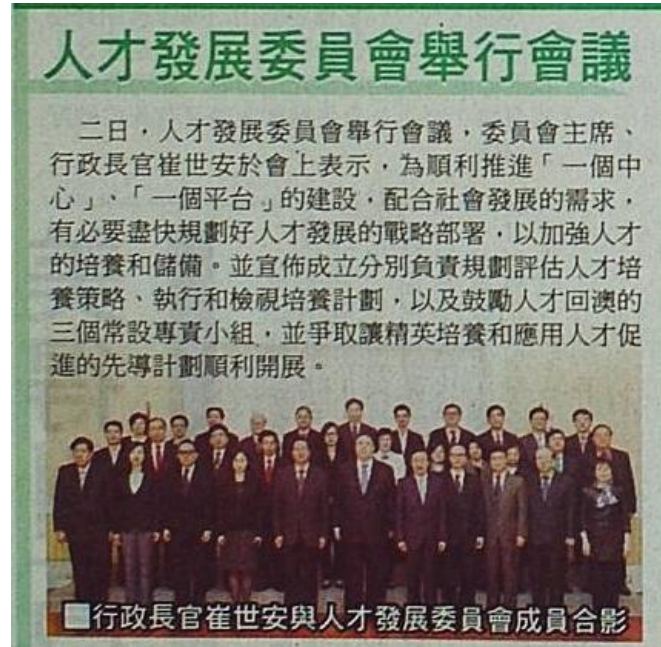 人才發展委員會舉行會議
二日，人才發展委員會舉行會議，委員會主席、
行政長官崔世安於會上表示，為順利推進「一個中
心」、「一個平台」的建設，配合社會發展的需求，
有必要盡快規劃好人才發展的戰略部署，以加強人才
的培養和儲備。並宣佈成立分別負責規劃評估人才培
養策略、執行和檢視培養計劃，以及鼓勵人才回澳的
三個常設專責小組，並爭取讓精英培養和應用人才促
進的先導計劃順利開展。
■行政長官崔世安與人才發展委員會成員合影